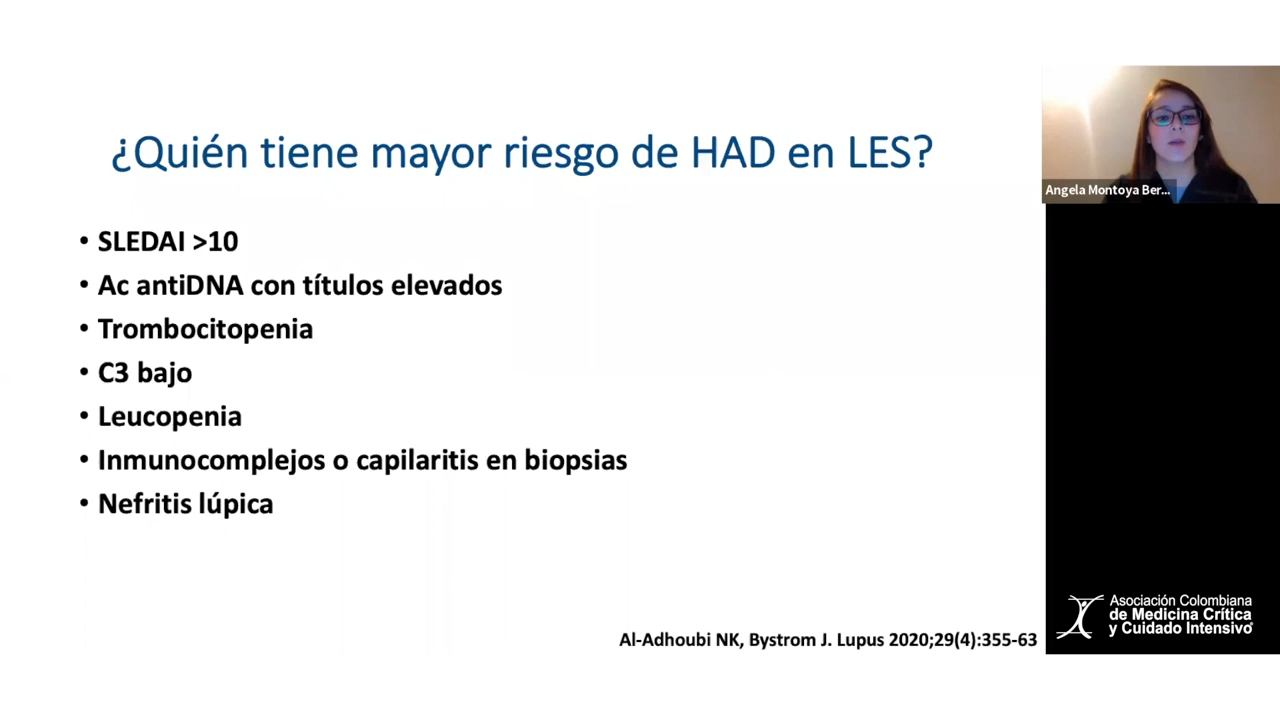 ¿Quién tiene mayor riesgo de HAD en LES?
• SLEDAI >10
• Ac antiDNA con títulos elevados
• Trombocitopenia
• C3 bajo
• Leucopenia
• Inmunocomplejos o capilaritis en biopsias
• Nefritis lúpica
Al-Adhoubi NK, Bystrom J. Lupus 2020;29(4):355-63
Angela Montoya Ber...
Asociación Colombiana
de Medicina Crítica
y Cuidado Intensivo